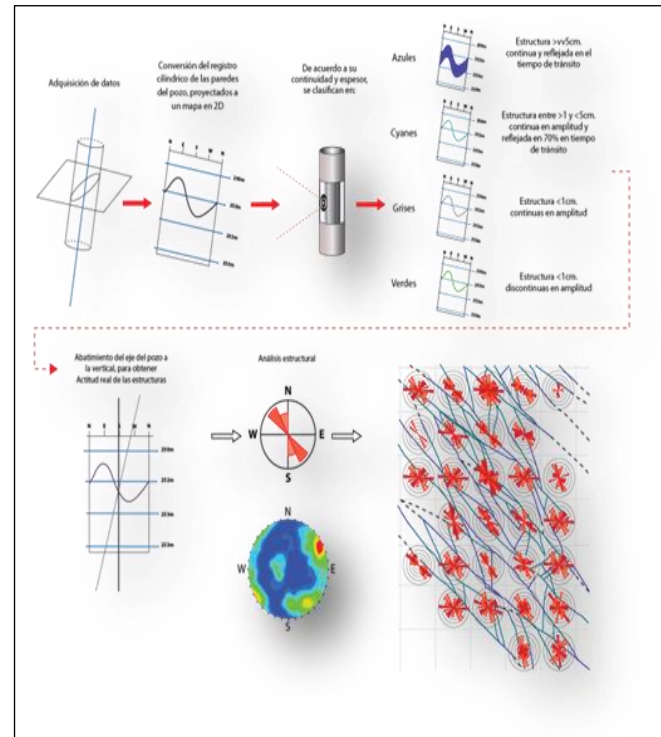 Adquisición de datos
Conversión del registro
cilíndrico de las paredes
del pozo, proyectados a
un mapa en 2D
N E S W N
De acuerdo a su
continuidad y espesor,
se clasifican en:
Azules
Estructura >vv5cm.
continua y reflejada en el
tiempo de tránsito
Cyanes
Estructura entre >1 y <5cm.
continua en amplitud y
reflejada en 70% en tiempo
de tránsito
Grises
Estructura <1cm.
continuas en amplitud
Verdes
Estructura <1cm.
discontinuas en amplitud
Abatimiento del eje del pozo a
la vertical, para obtener
Actitud real de las estructuras
Análisis estructural
N
W E
S
N
W E
S